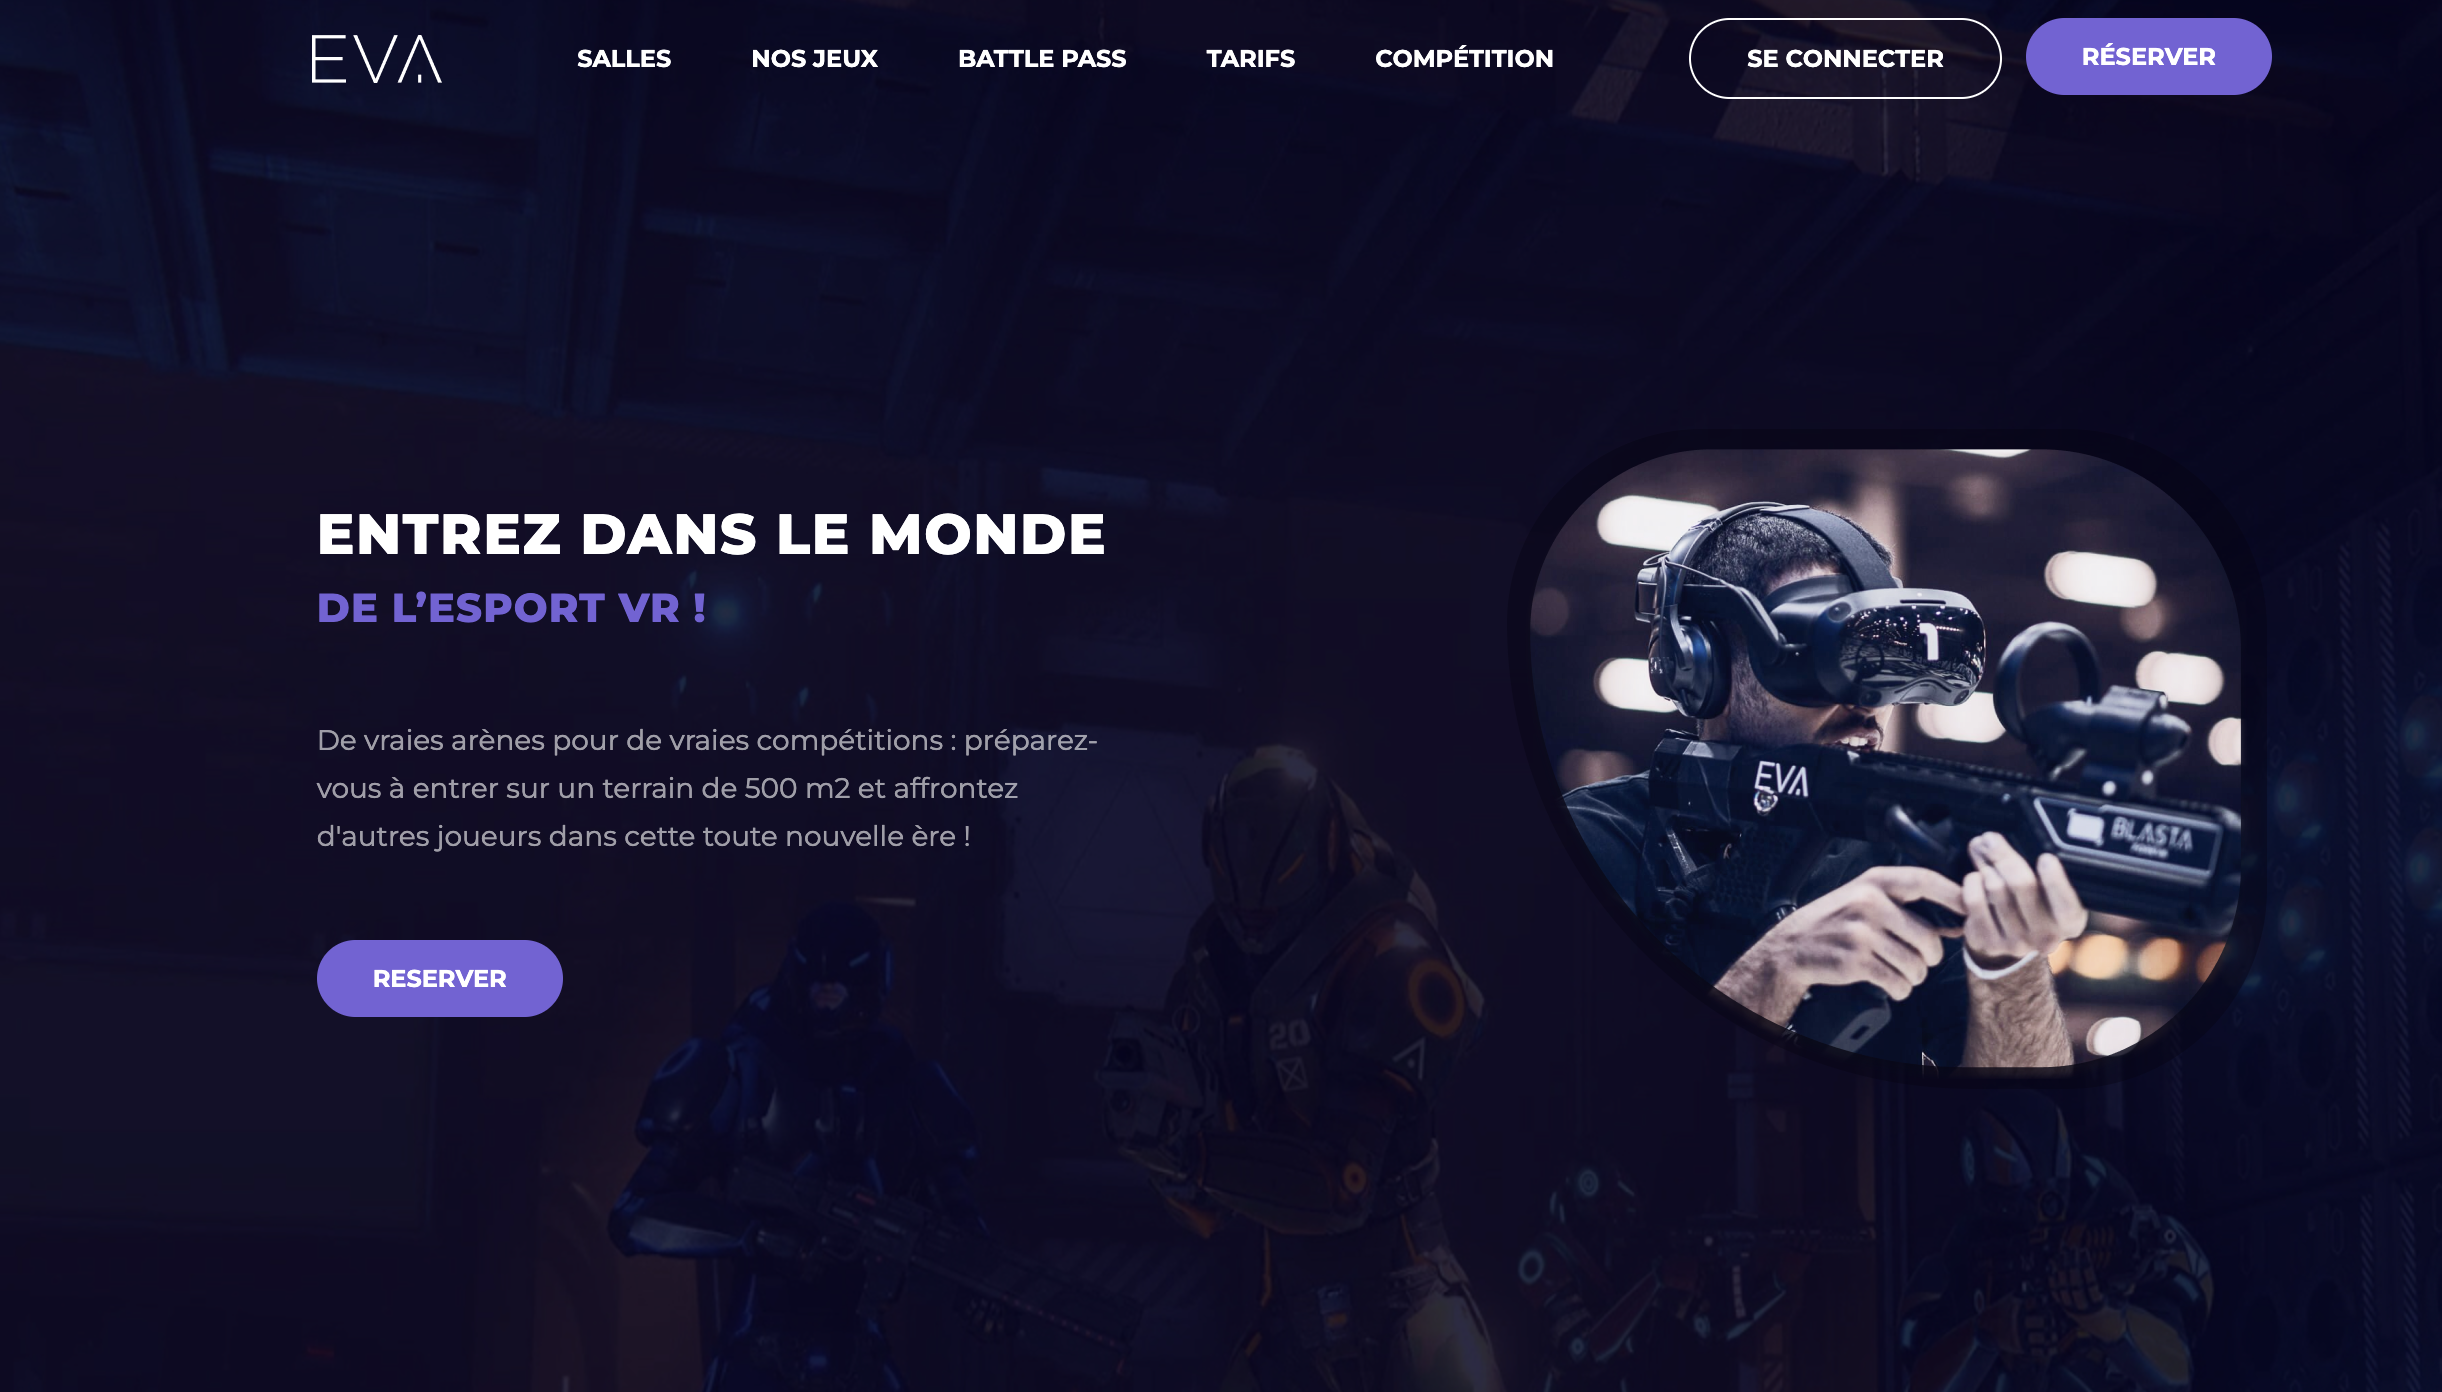 EVA
SALLES
NOS JEUX
BATTLE PASS
TARIFS
COMPÉTITION
SE CONNECTER
RÉSERVER
ENTREZ DANS LE MONDE
DE L’ESPORT VR !
De vraies arènes pour de vraies compétitions : préparez-
vous à entrer sur un terrain de 500 m2 et affrontez
d'autres joueurs dans cette toute nouvelle ère !
RESERVER
1
EVA
BLASTA
20